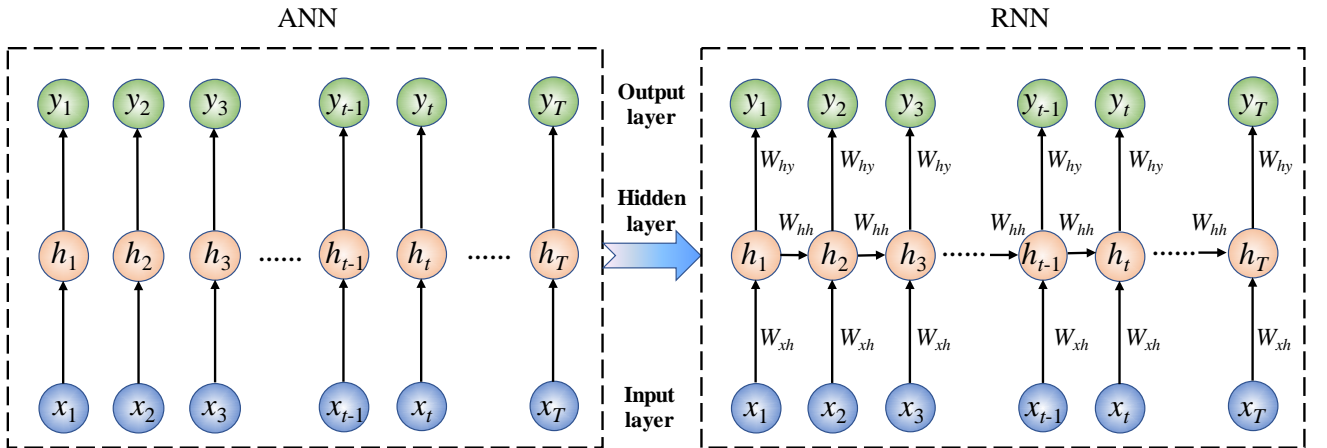 ANN
RNN
y1 y2 y3 yt-1 yt yT
Output
layer
y1 y2 y3 yt-1 yt yT
Why Why Why Why Why Why
Hidden
layer
Whh Whh Whh Whh Whh
h1 h2 h3 ...... ht-1 ht ...... hT
h1 h2 h3 ...... ht-1 ht ...... hT
Wxh Wxh Wxh Wxh Wxh Wxh
x1 x2 x3 xt-1 xt xT
Input
layer
x1 x2 x3 xt-1 xt xT